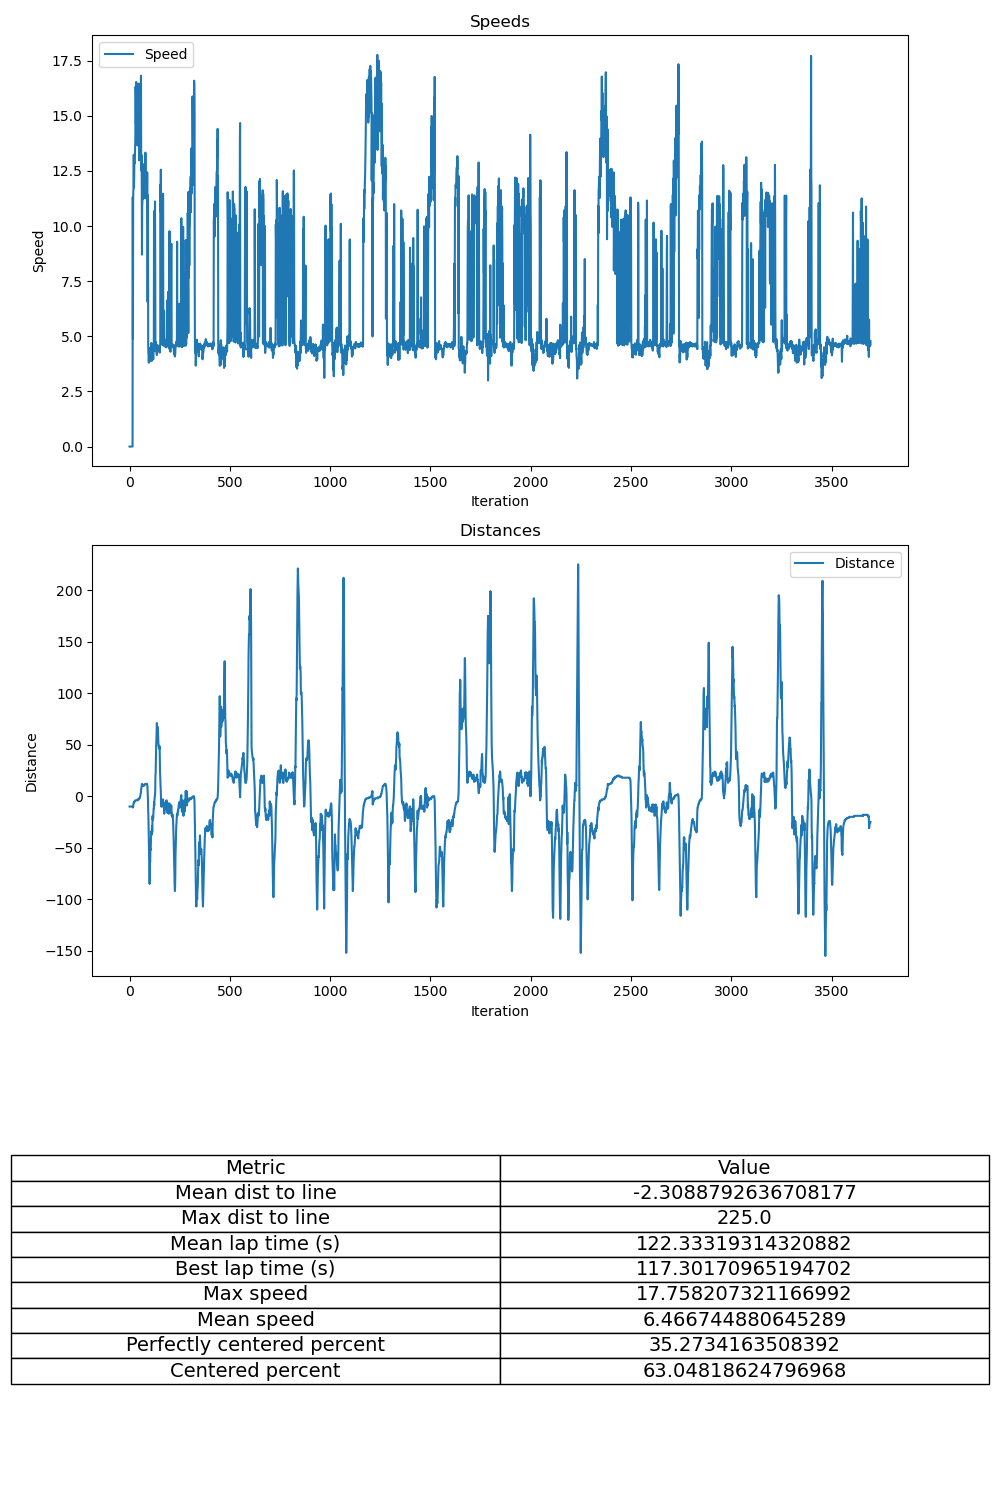 Speeds
Speed
17.5
15.0
12.5
10.0
7.5
5.0
2.5
0.0
Speed
0 500 1000 1500 2000 2500 3000 3500
Iteration
Distances
Distance
200
150
100
50
0
−50
−100
−150
Distance
0 500 1000 1500 2000 2500 3000 3500
Iteration
Metric Value
Mean dist to line -2.3088792636708177
Max dist to line 225.0
Mean lap time (s) 122.33319314320882
Best lap time (s) 117.30170965194702
Max speed 17.758207321166992
Mean speed 6.466744880645289
Perfectly centered percent 35.2734163508392
Centered percent 63.04818624796968